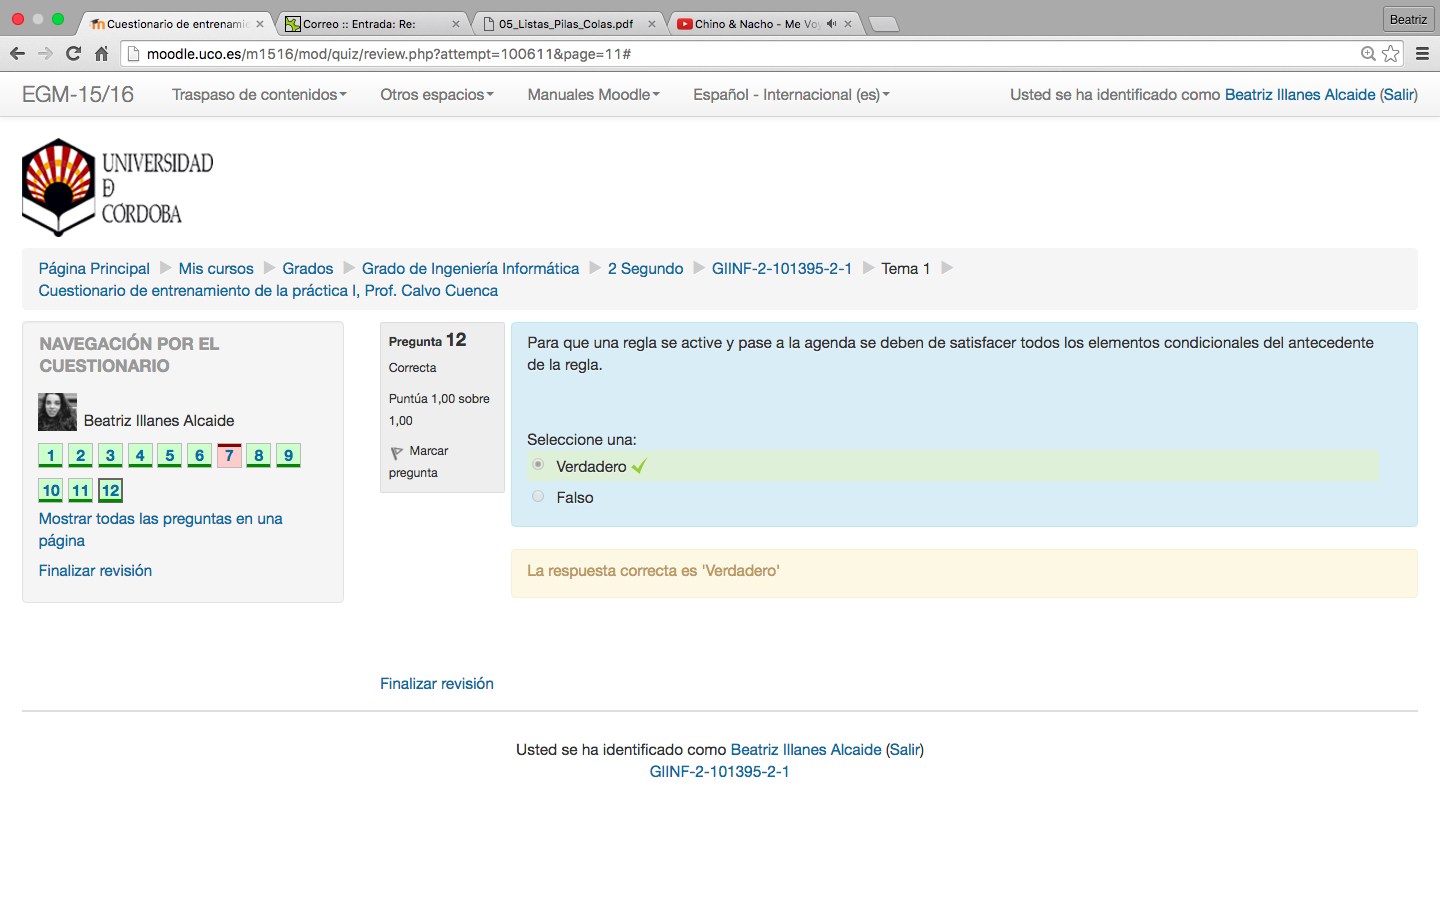 Cuestionario de entrenamie
Correo :: Entrada: Re:
05_Listas_Pilas_Colas.pdf
Chino & Nacho - Me Voy
Beatriz
moodle.uco.es/m1516/mod/quiz/review.php?attempt=100611&page=11#
EGM-15/16
Traspaso de contenidos
Otros espacios
Manuales Moodle
Español - Internacional (es)
Usted se ha identificado como Beatriz Illanes Alcaide (Salir)
UNIVERSIDAD
Ð
CÓRDOBA
Página Principal
Mis cursos
Grados
Grado de Ingeniería Informática
2 Segundo
GIINF-2-101395-2-1
Tema 1
Cuestionario de entrenamiento de la práctica I, Prof. Calvo Cuenca
NAVEGACIÓN POR EL
CUESTIONARIO
Beatriz Illanes Alcaide
1 2 3 4 5 6 7 8 9
10 11 12
Mostrar todas las preguntas en una
página
Finalizar revisión
Pregunta 12
Correcta
Puntúa 1,00 sobre
1,00
Marcar
pregunta
Para que una regla se active y pase a la agenda se deben de satisfacer todos los elementos condicionales del antecedente
de la regla.
Seleccione una:
Verdadero
Falso
La respuesta correcta es 'Verdadero'
Finalizar revisión
Usted se ha identificado como Beatriz Illanes Alcaide (Salir)
GIINF-2-101395-2-1